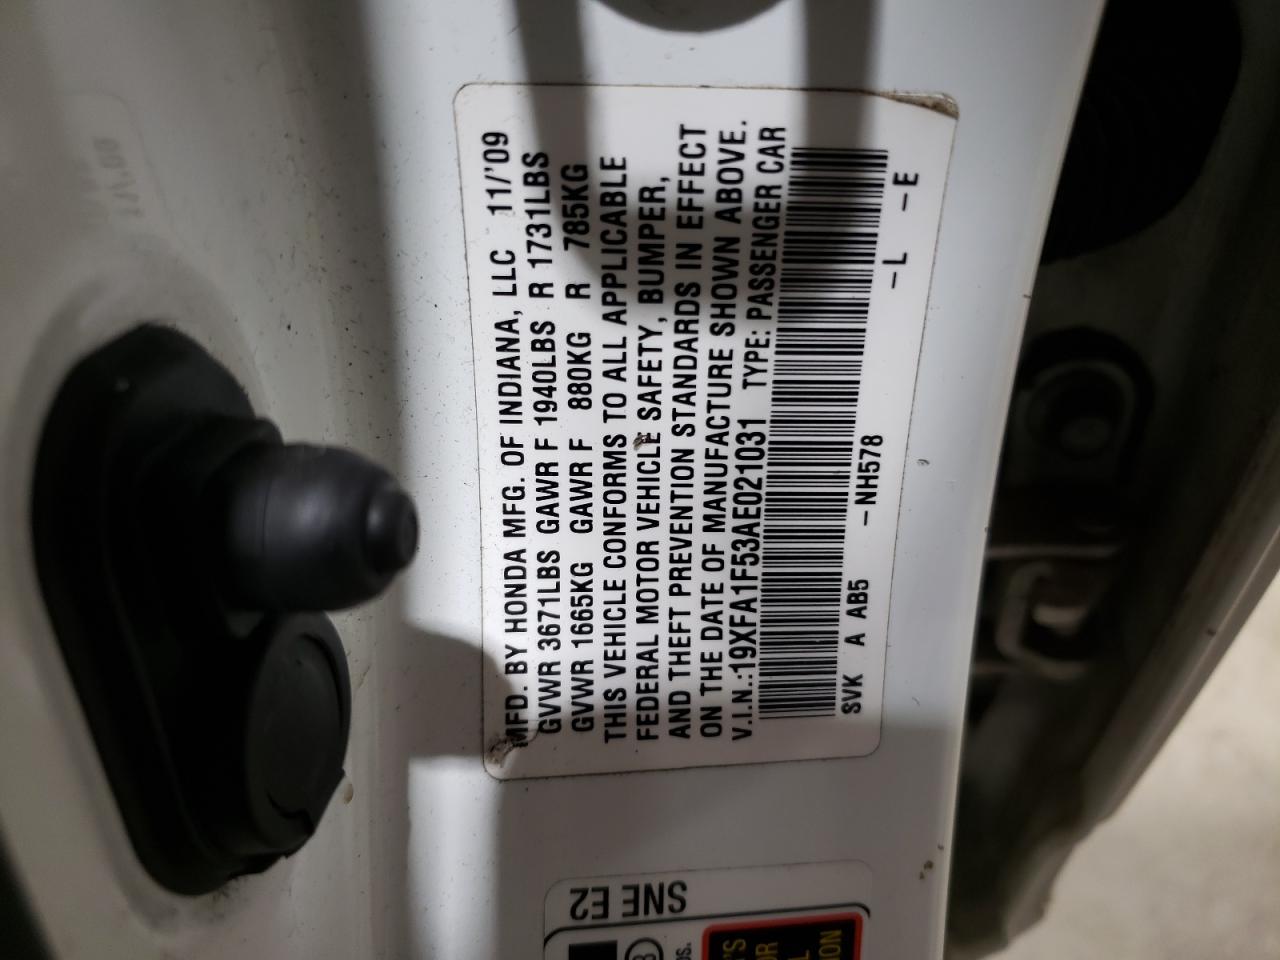 MFD. BY HONDA MFG. OF INDIANA, LLC 11/'09
GVWR 3671LBS GAWR F 1940LBS R 1731LBS
GVWR 1665KG GAWR F 880KG R 785KG
THIS VEHICLE CONFORMS TO ALL APPLICABLE
FEDERAL MOTOR VEHICLE SAFETY, BUMPER,
AND THEFT PREVENTION STANDARDS IN EFFECT
ON THE DATE OF MANUFACTURE SHOWN ABOVE.
V.I.N.:19XFA1F53AE021031 TYPE: PASSENGER CAR
SVK A AB5 -NH578 -L -E
SNE E2